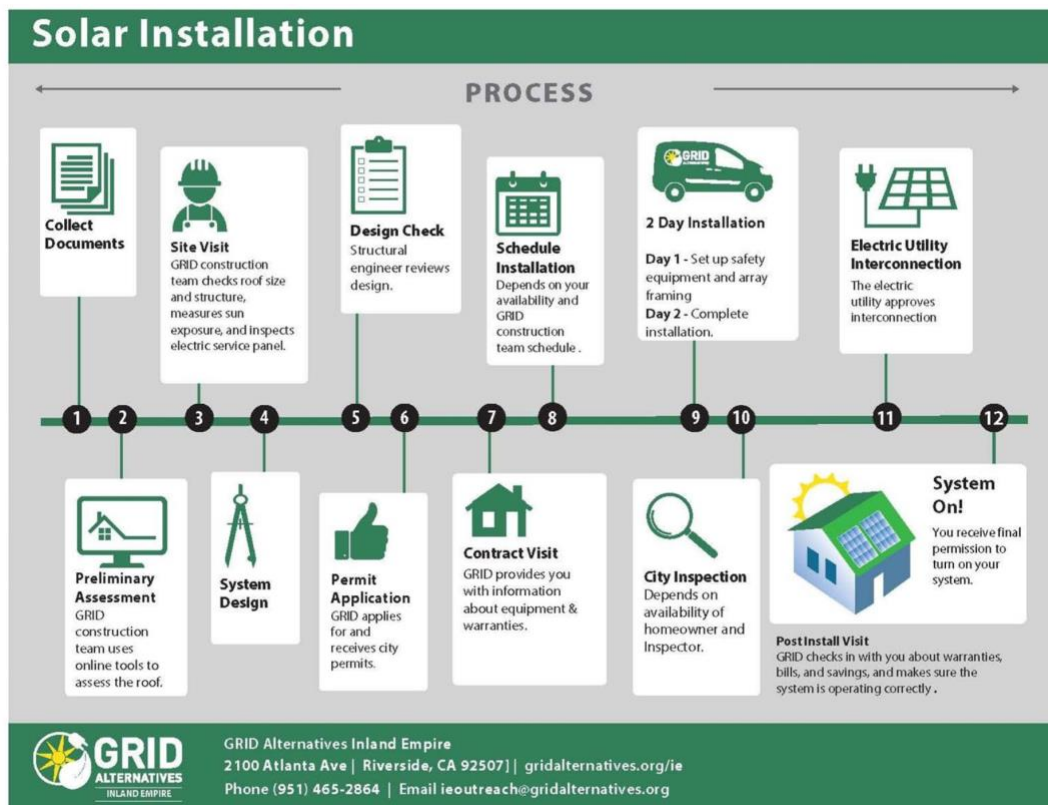 Solar Installation
PROCESS
Collect
Documents
Site Visit
GRID construction
team checks roof size
and structure,
measures sun
exposure, and inspects
electric service panel.
Design Check
Structural
engineer reviews
design.
Schedule
Installation
Depends on your
availability and
GRID
construction
team schedule .
GRID
ALTERNATIVES
2 Day Installation
Day 1 - Set up safety
equipment and array
framing
Day 2 - Complete
installation.
Electric Utility
Interconnection
The electric
utility approves
interconnection
1 2 3 4 5 6 7 8 9 10 11 12
Preliminary
Assessment
GRID
construction
team uses
online tools to
assess the roof.
System
Design
Permit
Application
GRID applies
for and
receives city
permits.
Contract Visit
GRID provides you
with information
about equipment &
warranties.
City Inspection
Depends on
availability of
homeowner and
Inspector.
System
On!
You receive final
permission to
turn on your
system.
Post Install Visit
GRID checks in with you about warranties,
bills, and savings, and makes sure the
system is operating correctly .
GRID
ALTERNATIVES
INLAND EMPIRE
GRID Alternatives Inland Empire
2100 Atlanta Ave | Riverside, CA 92507] | gridalternatives.org/ie
Phone (951) 465-2864 | Email ieoutreach@gridalternatives.org